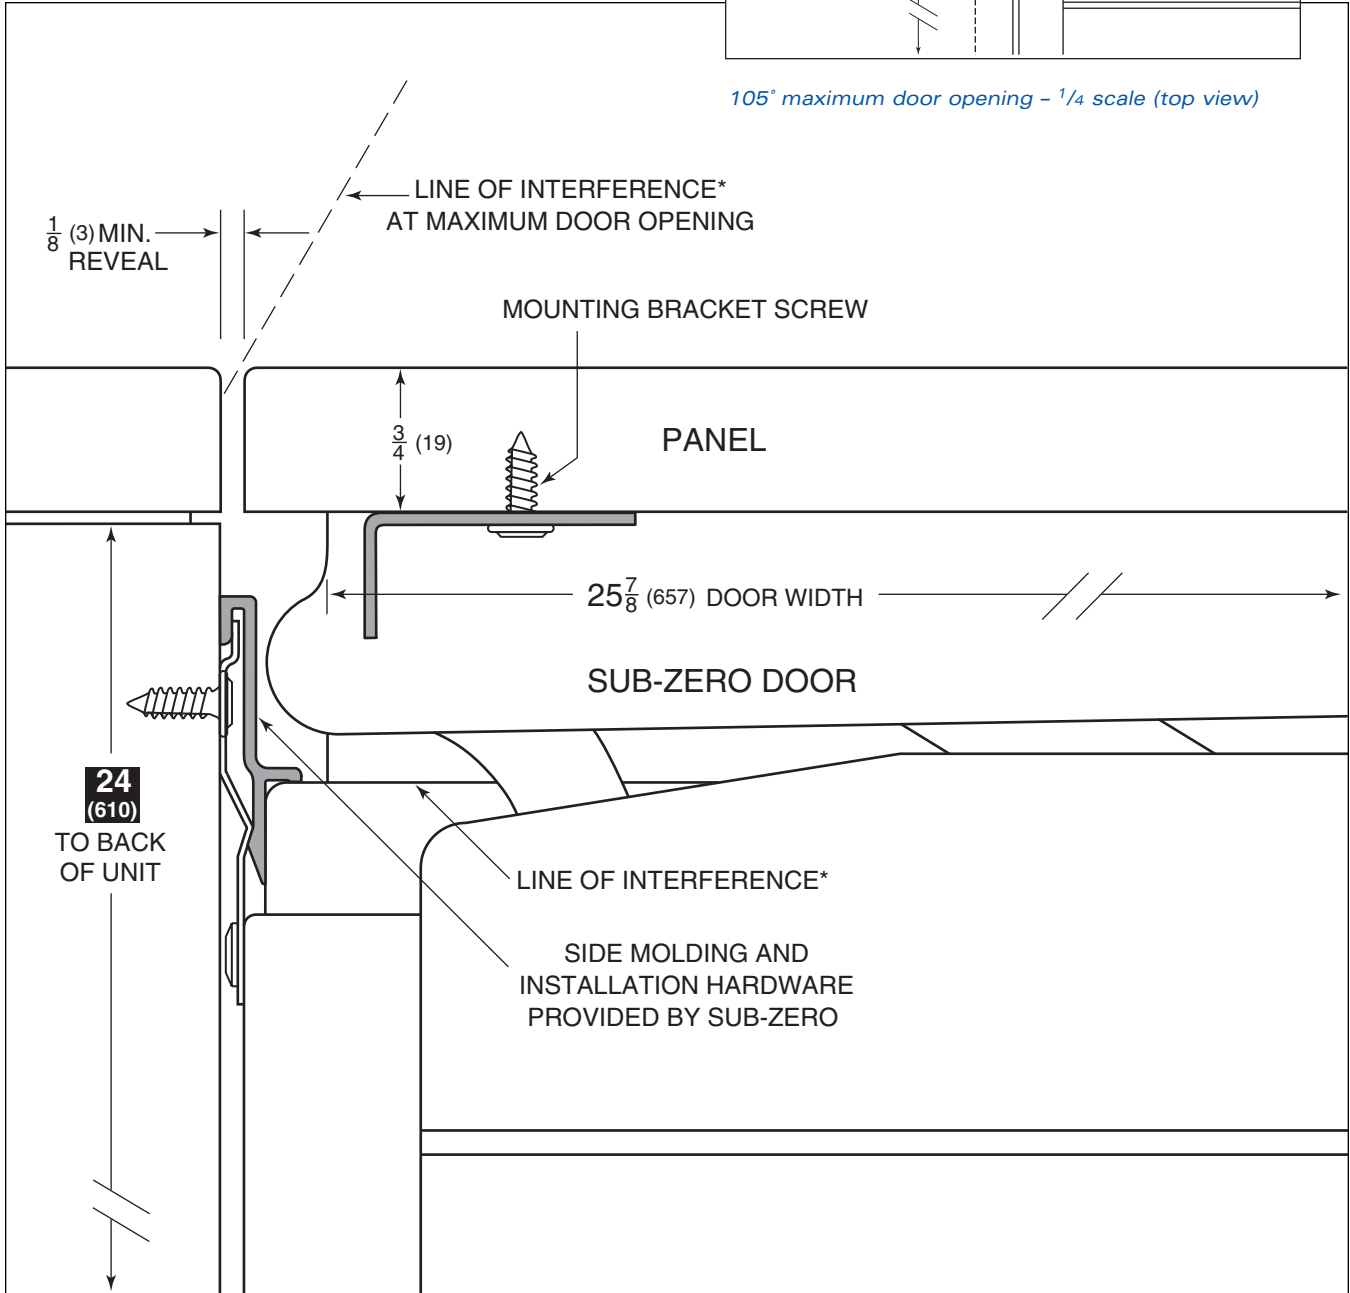 105° maximum door opening – 1/4 scale (top view)
LINE OF INTERFERENCE*
AT MAXIMUM DOOR OPENING
1/8 (3) MIN.
REVEAL
MOUNTING BRACKET SCREW
3/4 (19)
PANEL
25 7/8 (657) DOOR WIDTH
SUB-ZERO DOOR
24
(610)
TO BACK
OF UNIT
LINE OF INTERFERENCE*
SIDE MOLDING AND
INSTALLATION HARDWARE
PROVIDED BY SUB-ZERO